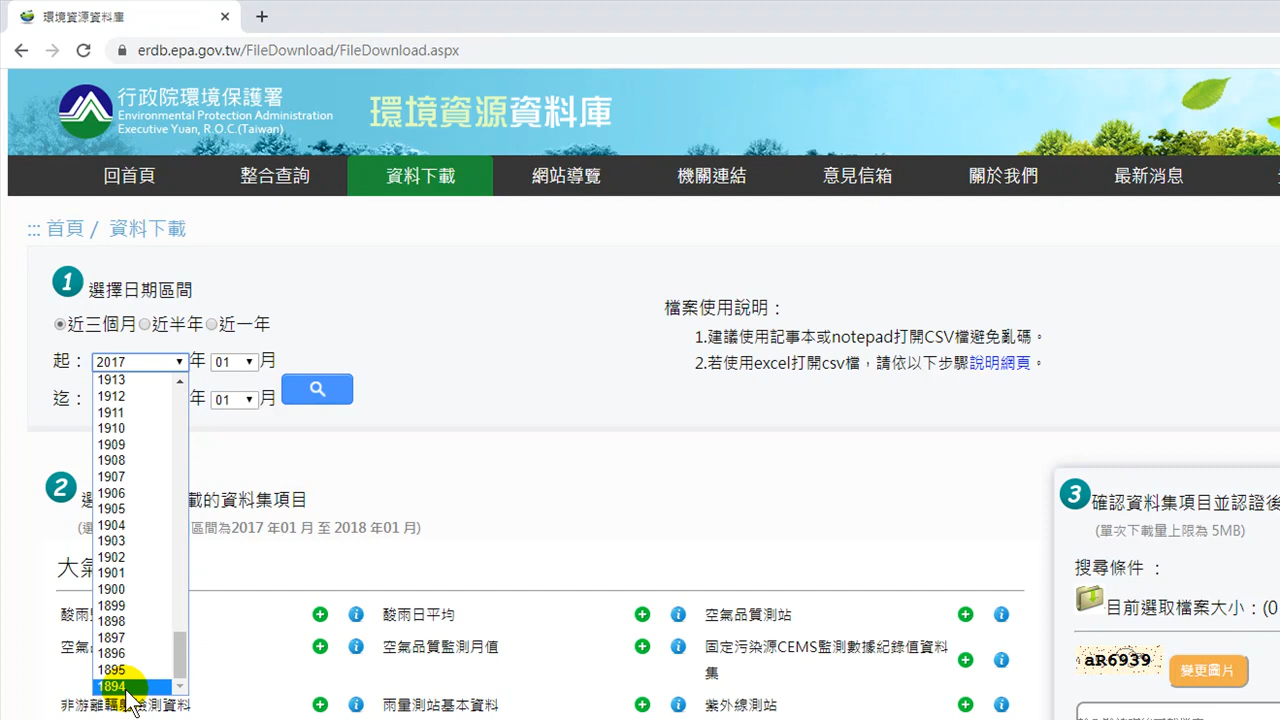 環境資源資料庫
erdb.epa.gov.tw/FileDownload/FileDownload.aspx
行政院環境保護署
Environmental Protection Administration
Executive Yuan, R.O.C.(Taiwan)
環境資源資料庫
回首頁 整合查詢 資料下載 網站導覽 機關連結 意見信箱 關於我們 最新消息
::: 首頁 / 資料下載
1 選擇日期區間
近三個月 近半年 近一年
起： 2017 年 01 月
迄： 年 01 月
檔案使用說明：
1.建議使用記事本或notepad打開CSV檔避免亂碼。
2.若使用excel打開csv檔，請依以下步驟說明網頁。
1913
1912
1911
1910
1909
1908
1907
1906
1905
1904
1903
1902
1901
1900
1899
1898
1897
1896
1895
1894
2 載的資料集項目
區間為2017 年01 月 至 2018 年01 月)
大氣
酸雨 酸雨日平均 空氣品質測站
空氣 空氣品質監測月值 固定污染源CEMS監測數據紀錄值資料
集
非游離輻射檢測資料 雨量測站基本資料 紫外線測站
3 確認資料集項目並認證後
(單次下載量上限為 5MB)
搜尋條件 ：
目前選取檔案大小：(0
aR6939 變更圖片